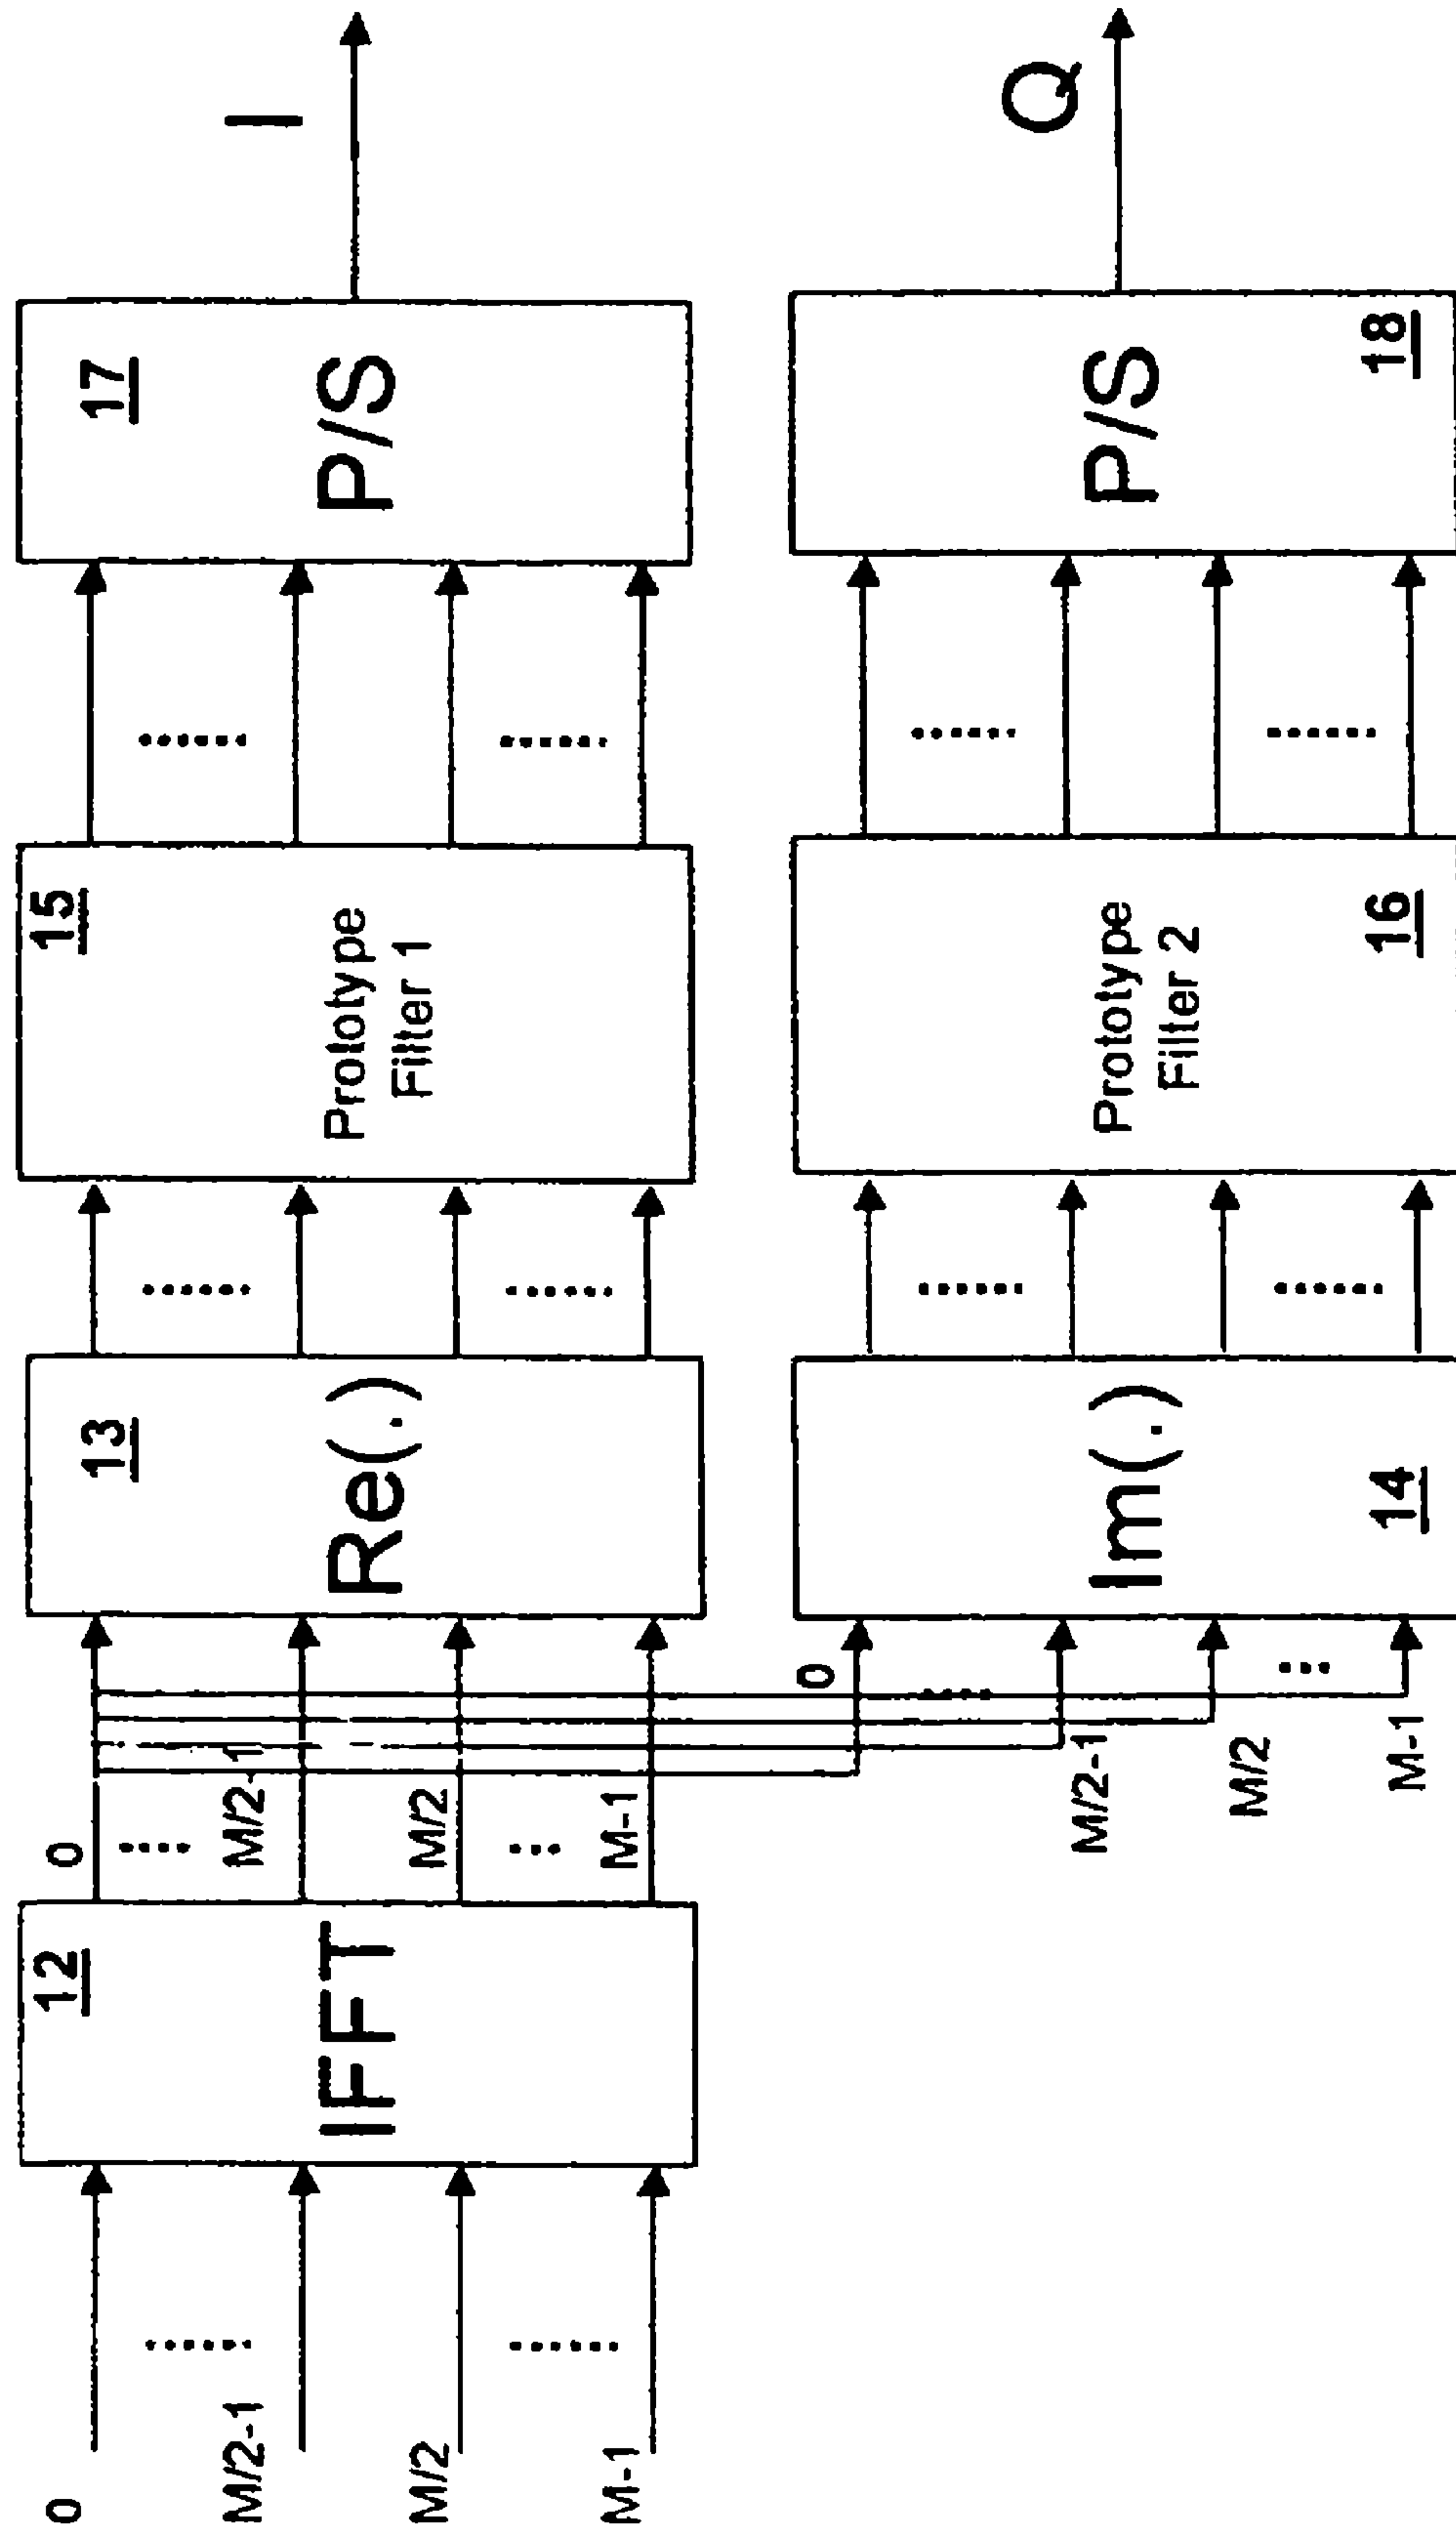 0
M/2-1
M/2
M-1
12
IFFT
0
M/2-1
M/2
M-1
13
Re(.)
15
Prototype
Filter 1
17
P/S
I
0
M/2-1
M/2
M-1
Im(.)
14
Prototype
Filter 2
16
P/S
18
Q